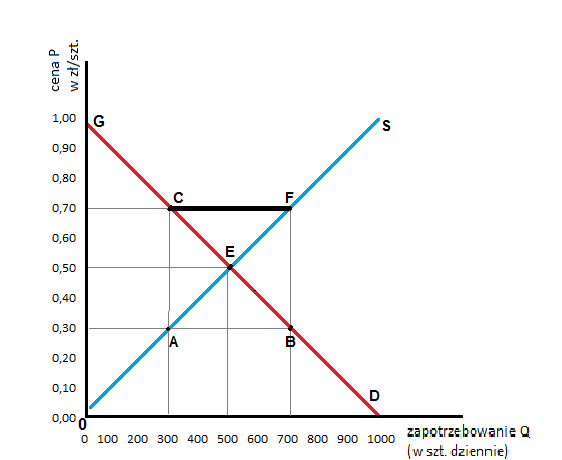 cena P
w zł/szt.
1,00
0,90
0,80
0,70
0,60
0,50
0,40
0,30
0,20
0,10
0,00
G
S
C
F
E
A
B
D
0
0 100 200 300 400 500 600 700 800 900 1000
zapotrzebowanie Q
(w szt. dziennie)